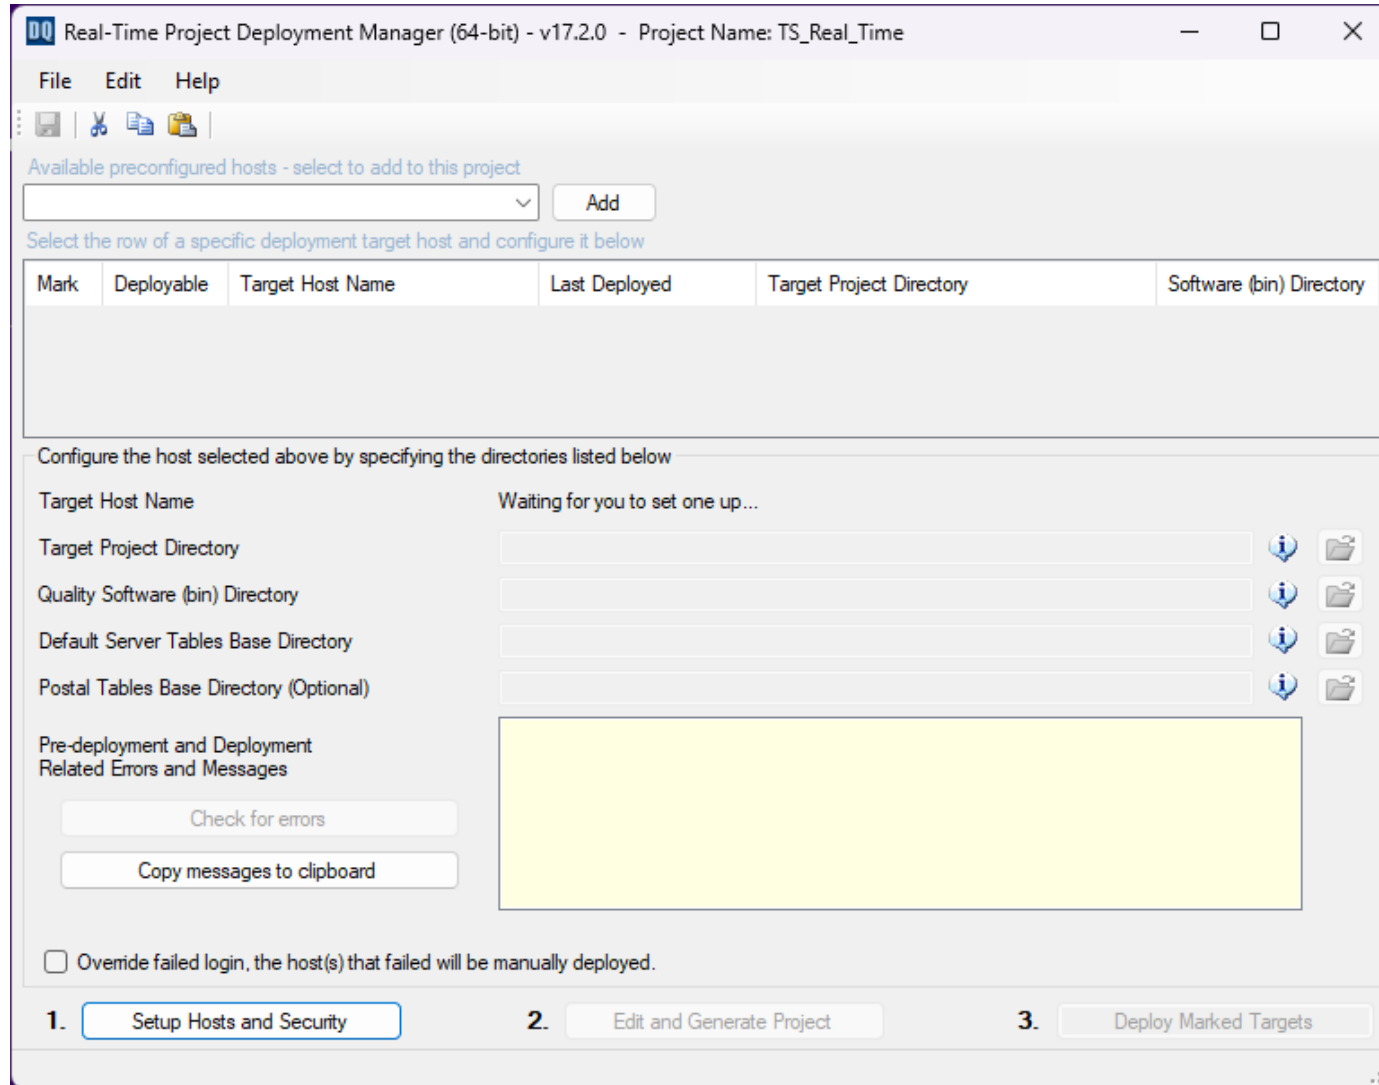 DQ Real-Time Project Deployment Manager (64-bit) - v17.2.0 - Project Name: TS_Real_Time
File Edit Help
Available preconfigured hosts - select to add to this project
Add
Select the row of a specific deployment target host and configure it below
Mark Deployable Target Host Name Last Deployed Target Project Directory Software (bin) Directory
Configure the host selected above by specifying the directories listed below
Target Host Name Waiting for you to set one up...
Target Project Directory
Quality Software (bin) Directory
Default Server Tables Base Directory
Postal Tables Base Directory (Optional)
Pre-deployment and Deployment
Related Errors and Messages
Check for errors
Copy messages to clipboard
Override failed login, the host(s) that failed will be manually deployed.
1. Setup Hosts and Security 2. Edit and Generate Project 3. Deploy Marked Targets